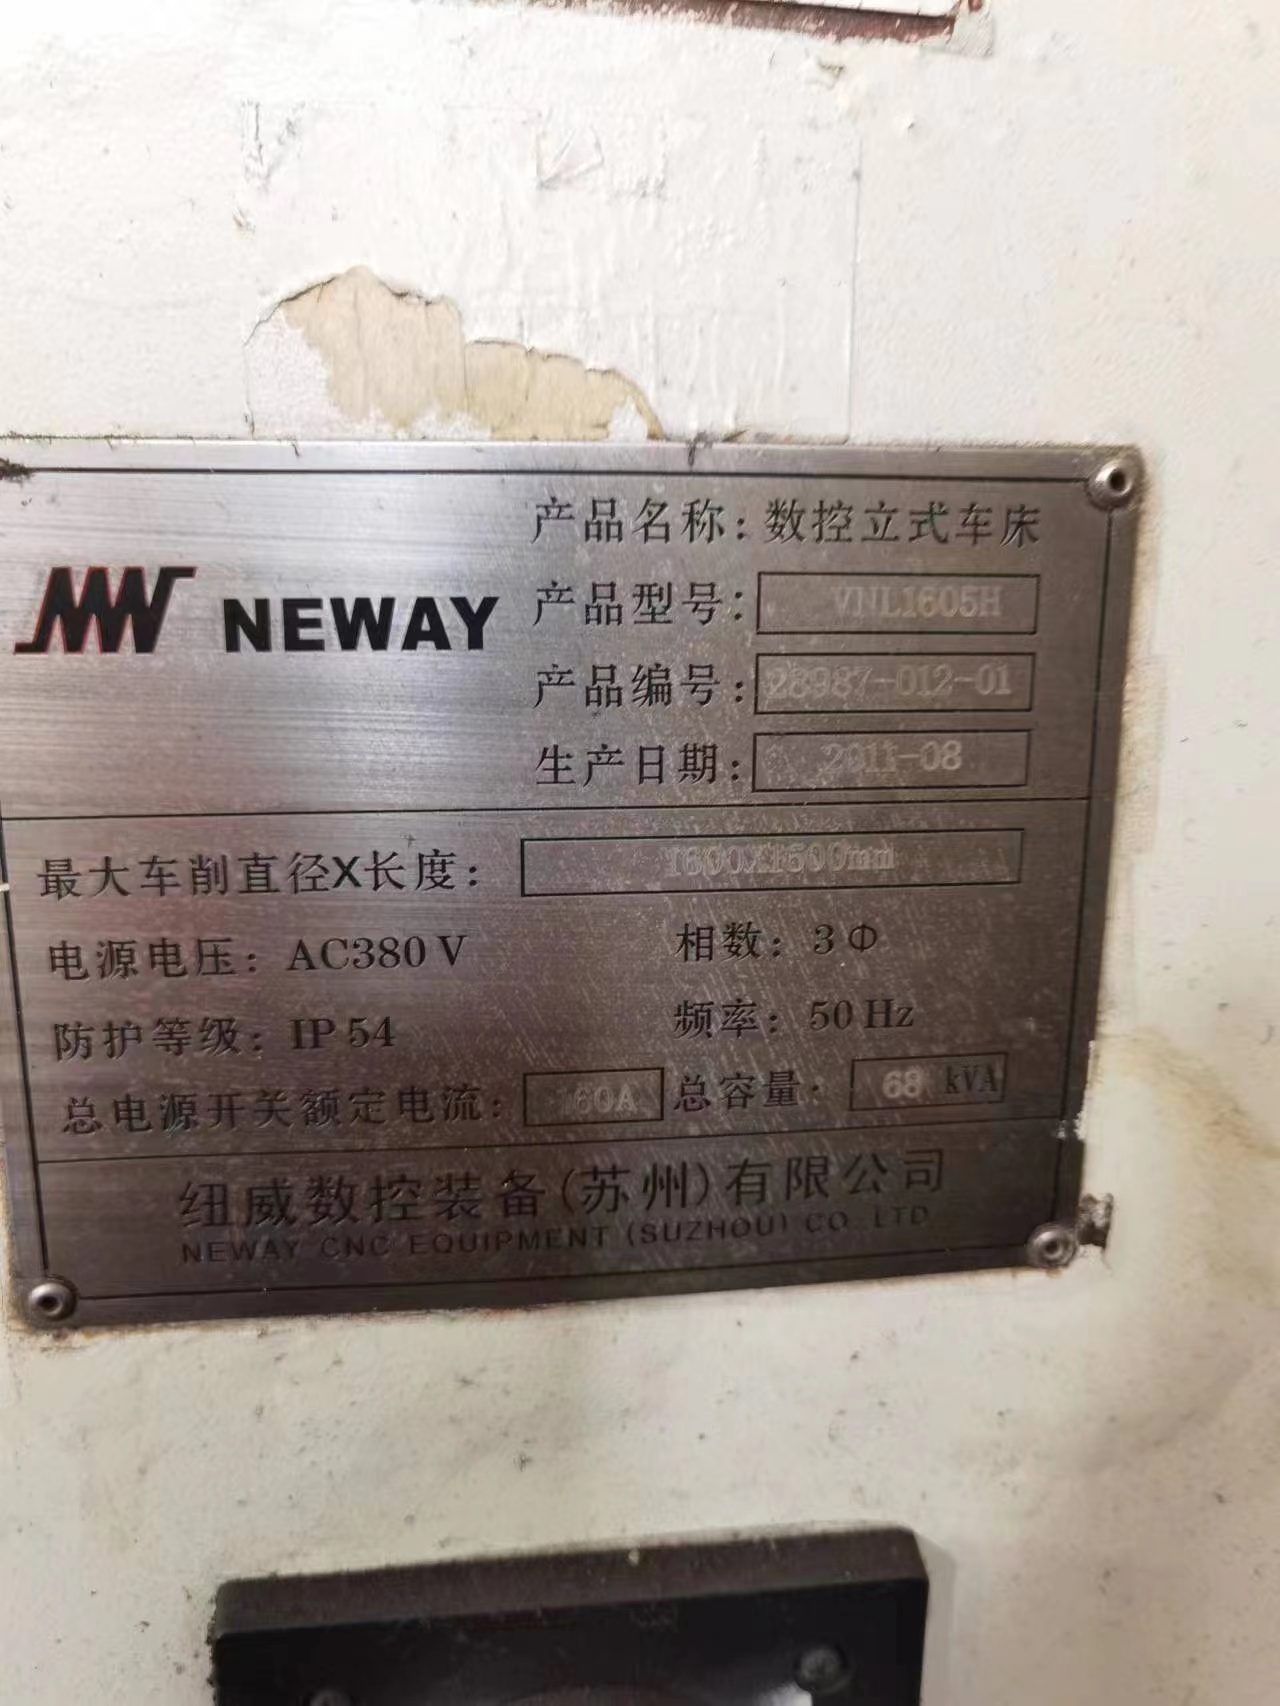 NEWAY
产品名称：数控立式车床
产品型号： VNL1605H
产品编号： 28987-012-01
生产日期： 2011-08
最大车削直径X长度： 1600X1600mm
电源电压： AC380 V 相数： 3Φ
防护等级： IP 54 频率： 50 Hz
总电源开关额定电流： 160A 总容量： 68 kVA
纽威数控装备(苏州)有限公司
NEWAY CNC EQUIPMENT (SUZHOU) CO.,LTD